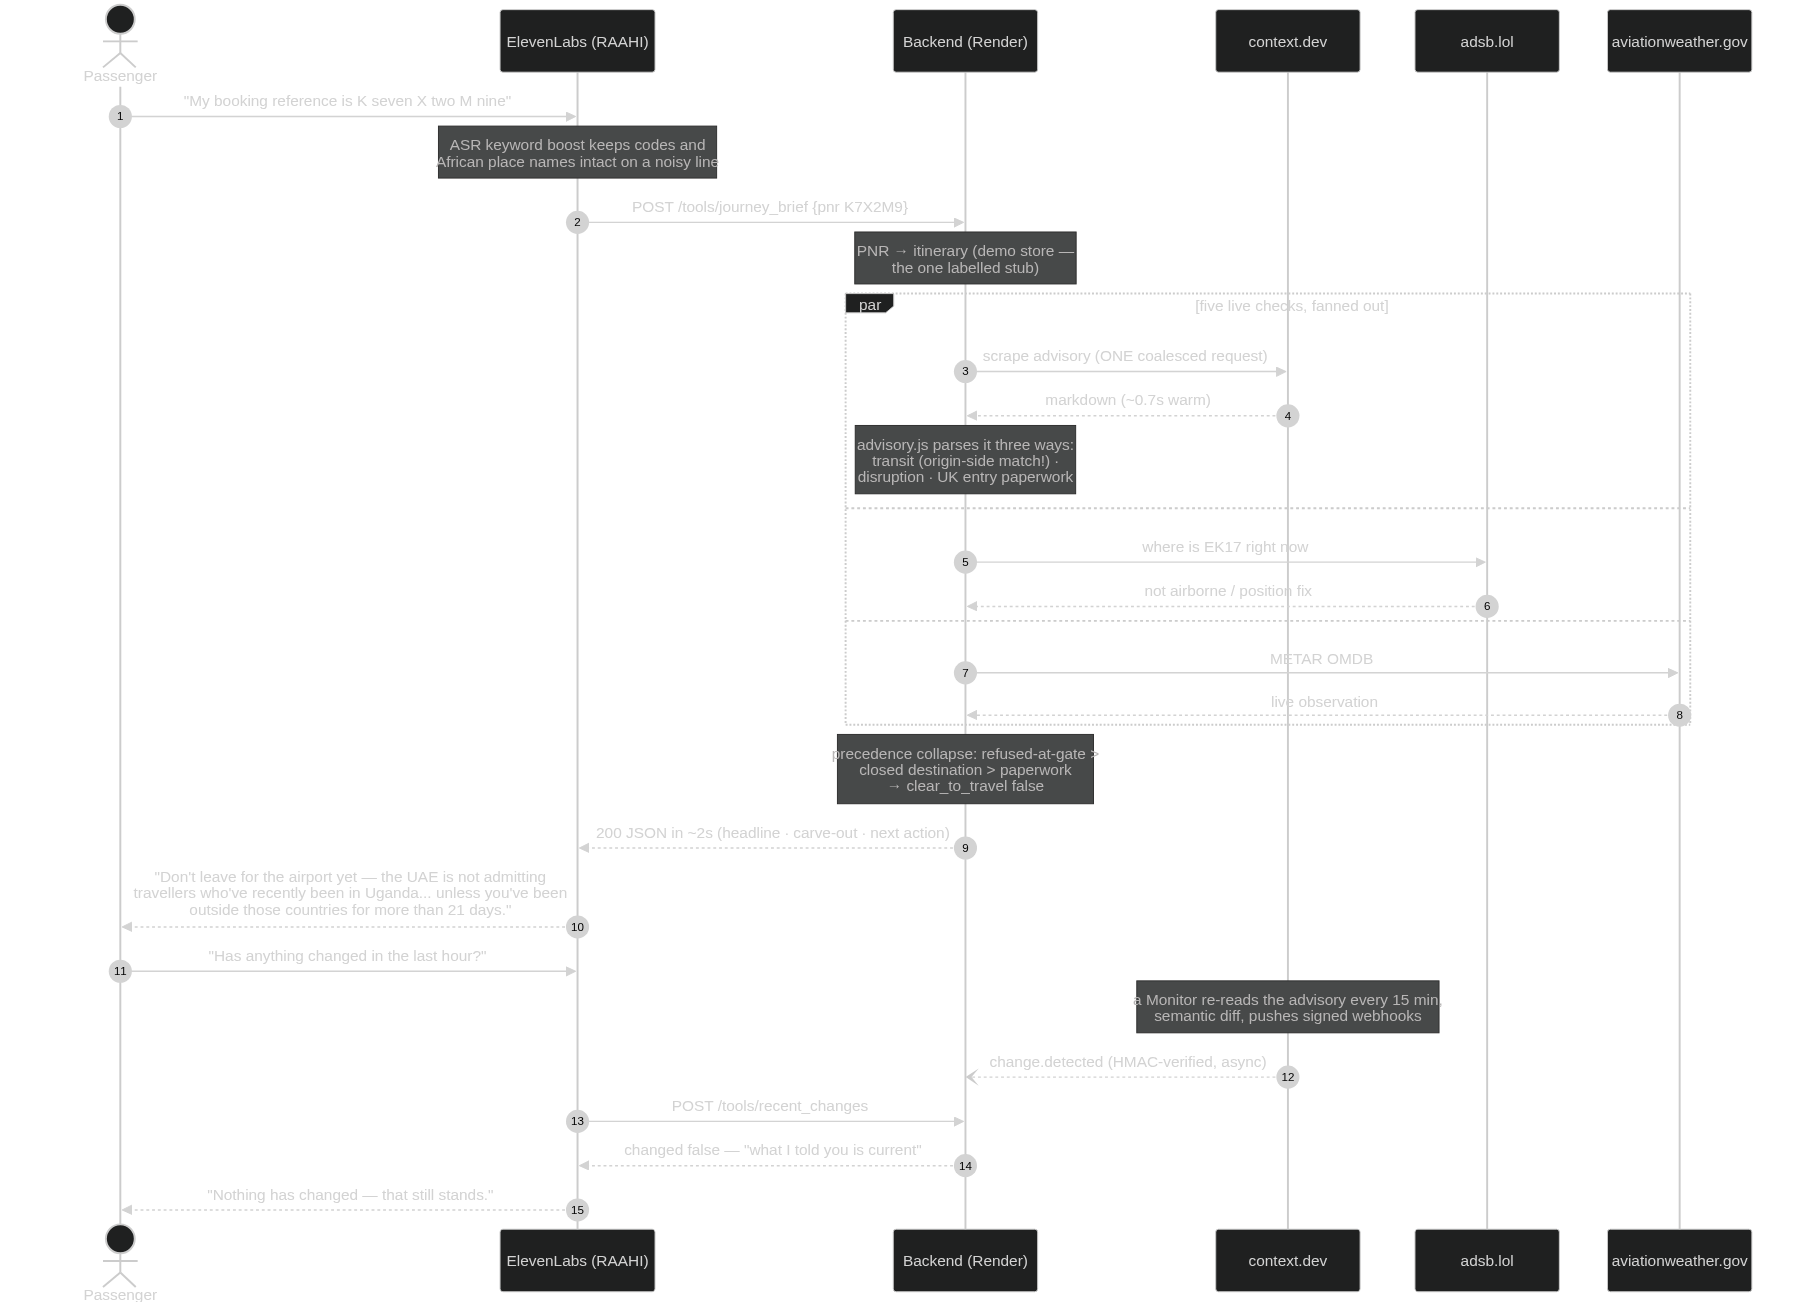 ElevenLabs (RAAHI)
Backend (Render)
context.dev
adsb.lol
aviationweather.gov
Passenger
"My booking reference is K seven X two M nine"
1
ASR keyword boost keeps codes and
African place names intact on a noisy line
POST /tools/journey_brief {pnr K7X2M9}
2
PNR → itinerary (demo store —
the one labelled stub)
par
[five live checks, fanned out]
scrape advisory (ONE coalesced request)
3
markdown (~0.7s warm)
4
advisory.js parses it three ways:
transit (origin-side match!) ·
disruption · UK entry paperwork
where is EK17 right now
5
not airborne / position fix
6
METAR OMDB
7
live observation
8
precedence collapse: refused-at-gate >
closed destination > paperwork
→ clear_to_travel false
200 JSON in ~2s (headline · carve-out · next action)
9
"Don't leave for the airport yet — the UAE is not admitting
travellers who've recently been in Uganda... unless you've been
outside those countries for more than 21 days."
10
"Has anything changed in the last hour?"
11
a Monitor re-reads the advisory every 15 min,
semantic diff, pushes signed webhooks
change.detected (HMAC-verified, async)
12
POST /tools/recent_changes
13
changed false — "what I told you is current"
14
"Nothing has changed — that still stands."
15
ElevenLabs (RAAHI)
Backend (Render)
context.dev
adsb.lol
aviationweather.gov
Passenger